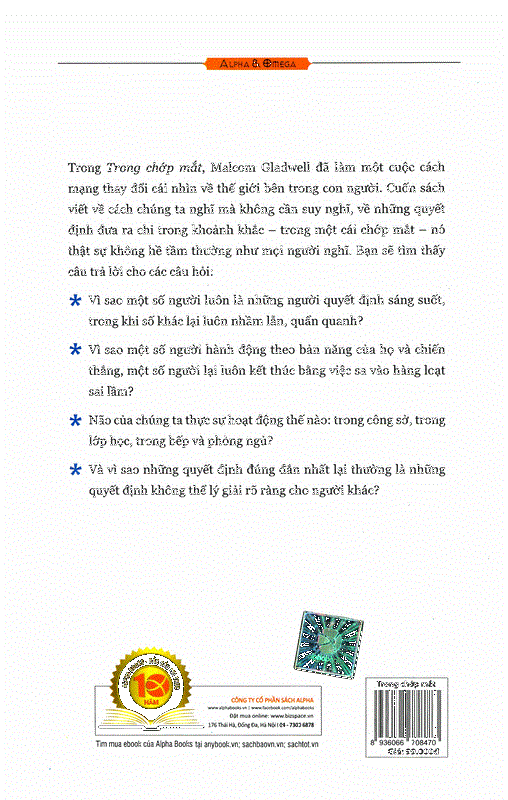 ALPHA & OMEGA
Trong Trong chớp mắt, Malcom Gladwell đã làm một cuộc cách
mạng thay đổi cái nhìn về thế giới bên trong con người. Cuốn sách
viết về cách chúng ta nghĩ mà không cần suy nghĩ, về những quyết
định đưa ra chỉ trong khoảnh khắc – trong một cái chớp mắt – nó
thật sự không hề tầm thường như mọi người nghĩ. Bạn sẽ tìm thấy
câu trả lời cho các câu hỏi:
Vì sao một số người luôn là những người quyết định sáng suốt,
trong khi số khác lại luôn nhầm lẫn, quẩn quanh?
Vì sao một số người hành động theo bản năng của họ và chiến
thắng, một số người lại luôn kết thúc bằng việc sa vào hàng loạt
sai lầm?
Não của chúng ta thực sự hoạt động thế nào: trong công sở, trong
lớp học, trong bếp và phòng ngủ?
Và vì sao những quyết định đúng đắn nhất lại thường là những
quyết định không thể lý giải rõ ràng cho người khác?
10
NĂM
CÔNG TY CỔ PHẦN SÁCH ALPHA
www.alphabooks.vn | www.facebook.com/alphabooks
Đặt mua online: www.bizspace.vn
176 Thái Hà, Đống Đa, Hà Nội | 04 - 7303 6878
Tìm mua ebook của Alpha Books tại anybook.vn; sachbaovn.vn; sachtot.vn
Trong chớp mắt
8 936066 708470
Giá: 99.000đ